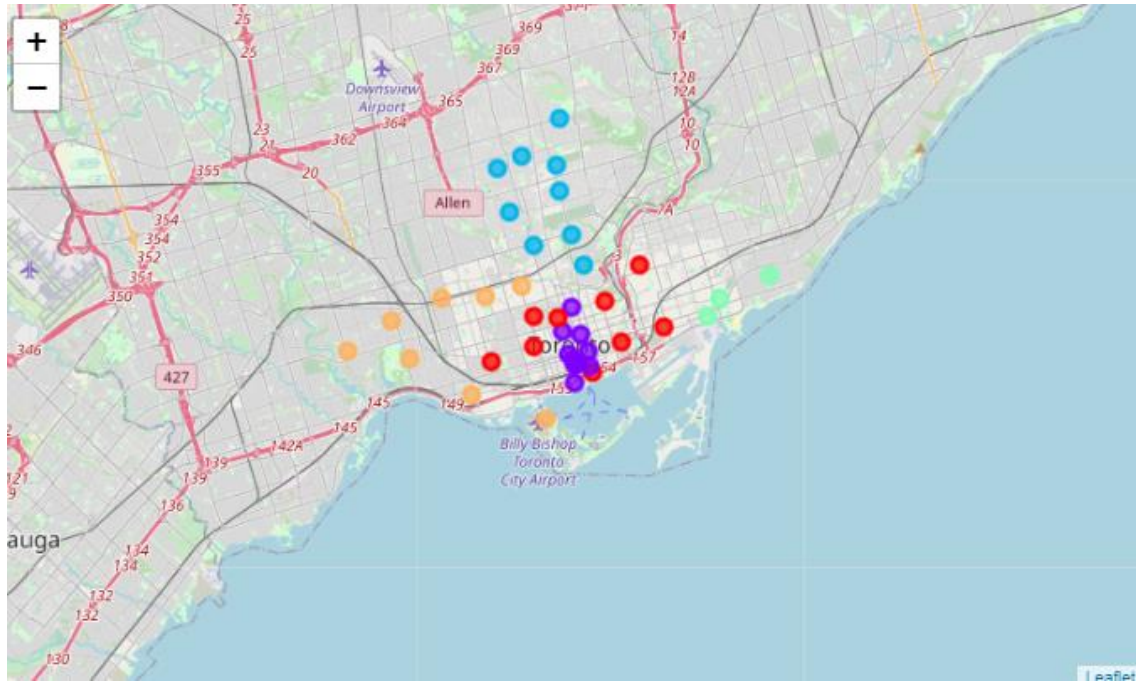 +
−
25
25
23
21
20
362
364
365
367
369
369
Downsview
Airport
14
12B
12A
10
10
7A
3
Allen
355
354
354
352
351
350
346
427
Toronto
157
149
145
145
142A
139
139
136
134
134
132
132
130
Billy Bishop
Toronto
City Airport
auga
121
Leaflet